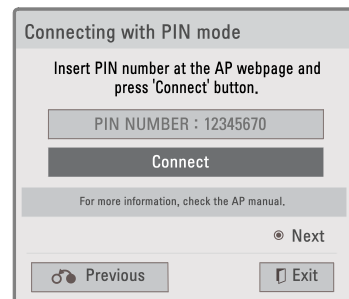 Connecting with PIN mode
Insert PIN number at the AP webpage and
press 'Connect' button.
PIN NUMBER : 12345670
Connect
For more information, check the AP manual.
Next
Previous
Exit